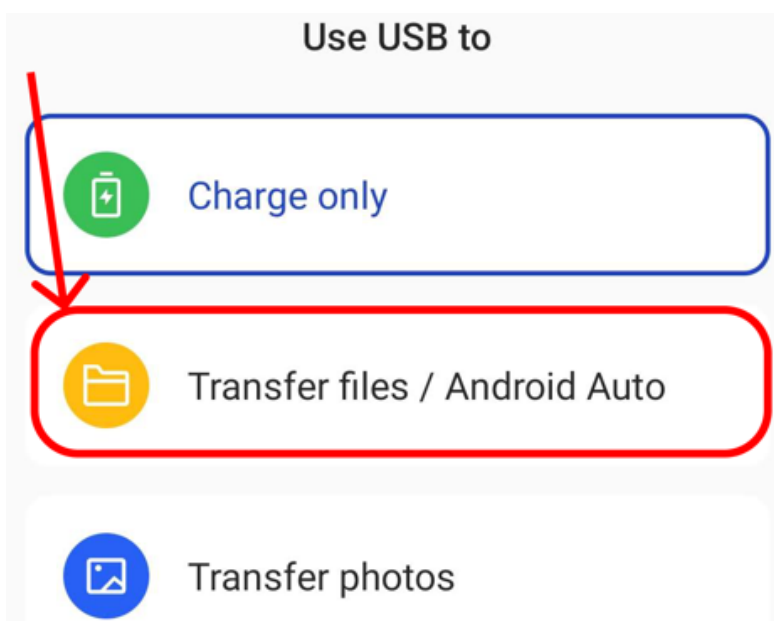 Use USB to
Charge only
Transfer files / Android Auto
Transfer photos